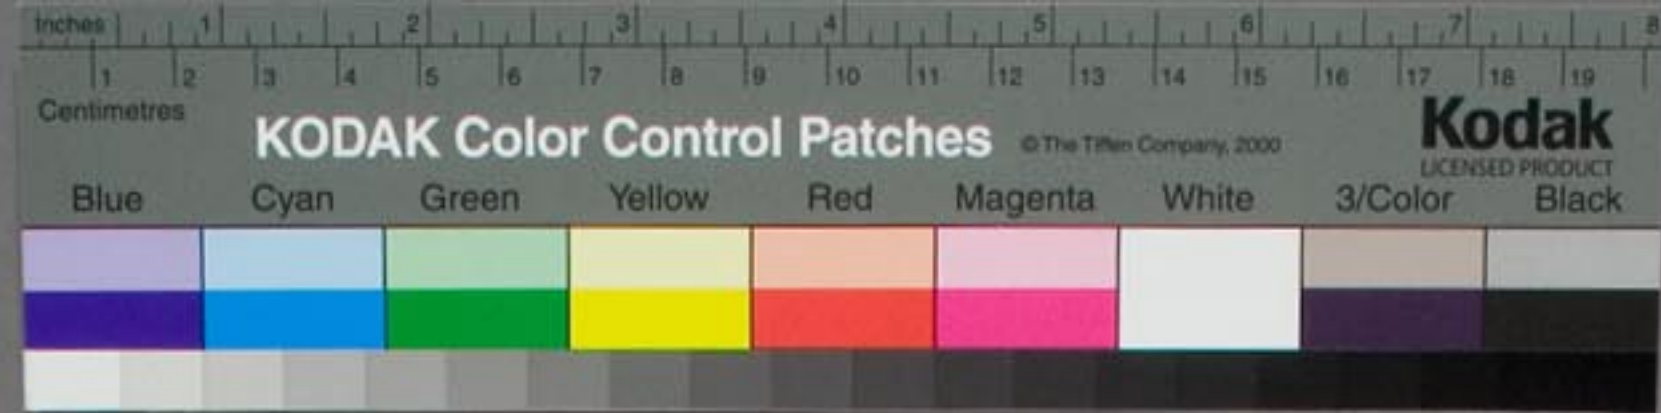 Inches 1 2 3 4 5 6 7 8
1 2 3 4 5 6 7 8 9 10 11 12 13 14 15 16 17 18 19
Centimetres
KODAK Color Control Patches © The Tiffen Company, 2000 Kodak
LICENSED PRODUCT
Blue Cyan Green Yellow Red Magenta White 3/Color Black